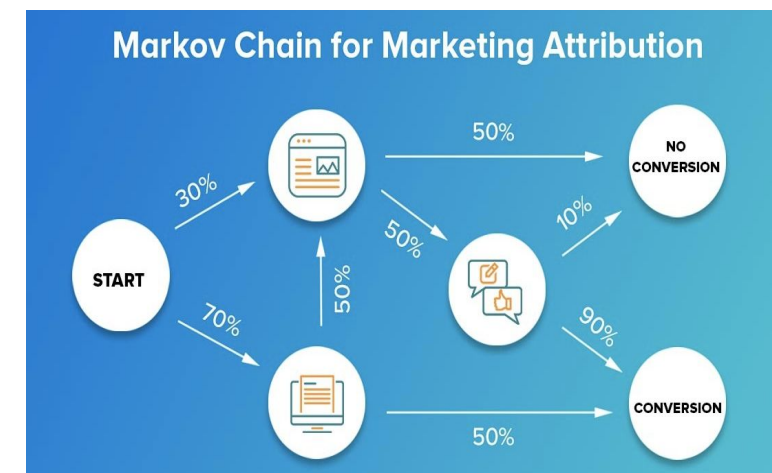 Markov Chain for Marketing Attribution
50%
NO
CONVERSION
30%
10%
50%
START
50%
70%
90%
CONVERSION
50%